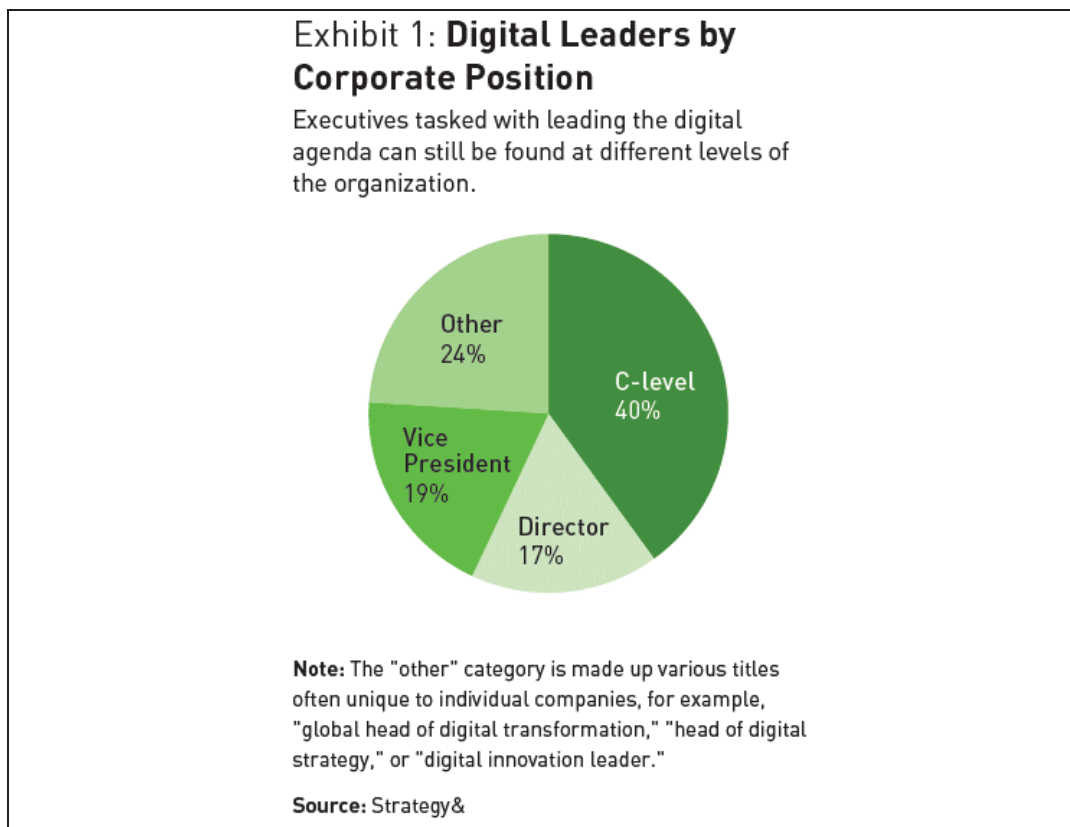 Exhibit 1: Digital Leaders by
Corporate Position
Executives tasked with leading the digital
agenda can still be found at different levels of
the organization.
Other
24%
C-level
40%
Vice
President
19%
Director
17%
Note: The "other" category is made up various titles
often unique to individual companies, for example,
"global head of digital transformation," "head of digital
strategy," or "digital innovation leader."
Source: Strategy&